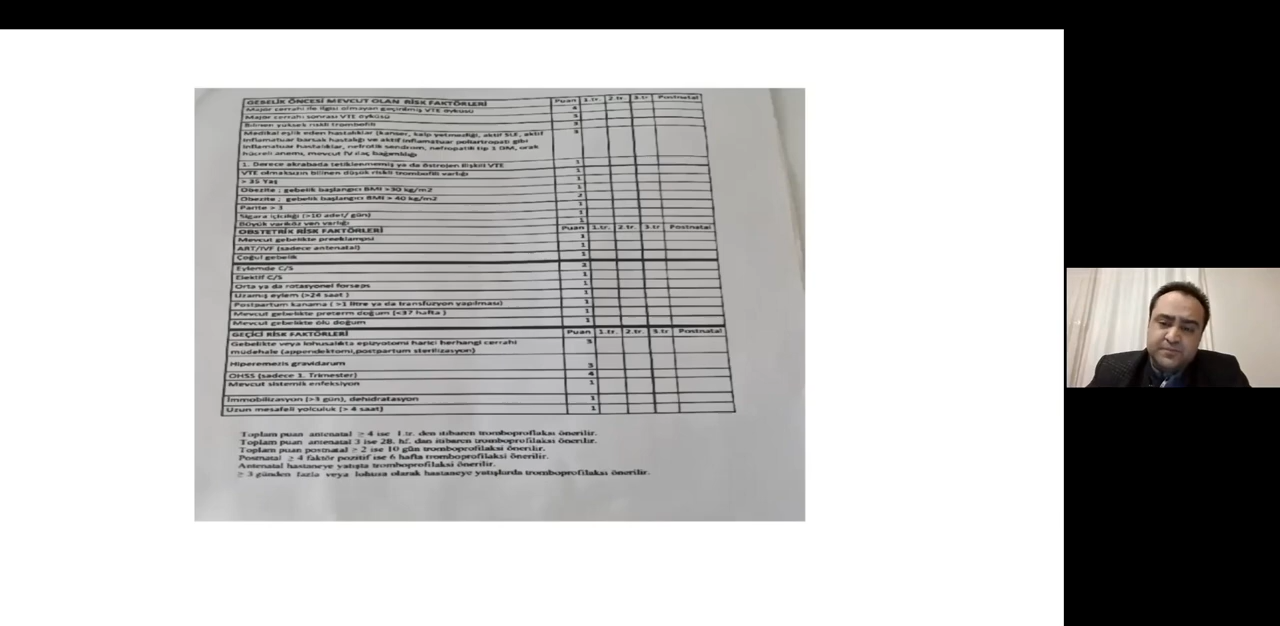 GEBELİK ÖNCESİ MEVCUT OLAN RİSK FAKTÖRLERİ Puan 1.tr. 2.tr. 3.tr Postnatal
Major cerrahi ile ilgisi olmayan geçirilmiş VTE öyküsü
Major cerrahi sonrası VTE öyküsü 3
Bilinen yüksek riskli trombofili 3
Medikal eşlik eden hastalıklar (kanser, kalp yetmezliği, aktif SLE, aktif 3
inflamatuar barsak hastalığı ve aktif inflamatuar poliartropati gibi
inflamatuar hastalıklar, nefrotik sendrom, nefropatik tip 1 DM, orak
hücreli anemi, mevcut IV ilaç bağımlılığı
1. Derece akrabada tetiklenmemiş ya da östrojen ilişkili VTE 1
VTE olmaksızın bilinen düşük riskli trombofili varlığı 1
> 35 Yaş 1
Obezite ; gebelik başlangıcı BMI >30 kg/m2 1
Obezite ; gebelik başlangıcı BMI > 40 kg/m2 2
Parite > 3 1
Sigara içiciliği (>10 adet/ gün) 1
Büyük variköz ven varlığı 1
OBSTETRİK RİSK FAKTÖRLERİ Puan 1.tr. 2.tr. 3.tr Postnatal
Mevcut gebelikte preeklampsi 1
ART/IVF (sadece antenatal) 1
Çoğul gebelik 1
Eylemde C/S 2
Elektif C/S 1
Orta ya da rotasyonel forseps 1
Uzamış eylem (>24 saat ) 1
Postpartum kanama ( >1 litre ya da transfüzyon yapılması) 1
Mevcut gebelikte preterm doğum (<37 hafta ) 1
Mevcut gebelikte ölü doğum 1
GEÇİCİ RİSK FAKTÖRLERİ Puan 1.tr. 2.tr. 3.tr Postnatal
Gebelikte veya lohusalıkta epizyotomi harici herhangi cerrahi 3
müdehale (appendektomi,postpartum sterilizasyon)
Hiperemezis gravidarum 3
OHSS (sadece 1. Trimester) 4
Mevcut sistemik enfeksiyon 1
İmmobilizasyon (>3 gün), dehidratasyon 1
Uzun mesafeli yolculuk (> 4 saat) 1
Toplam puan antenatal ≥ 4 ise 1.tr. den itibaren tromboprofilaksi önerilir.
Toplam puan antenatal 3 ise 28. hf. dan itibaren tromboprofilaksi önerilir.
Toplam puan postnatal ≥ 2 ise 10 gün tromboprofilaksi önerilir.
Postnatal ≥ 4 faktör pozitif ise 6 hafta tromboprofilaksi önerilir.
Antenatal hastaneye yatışta tromboprofilaksi önerilir.
≥ 3 günden fazla veya lohusa olarak hastaneye yatışlarda tromboprofilaksi önerilir.